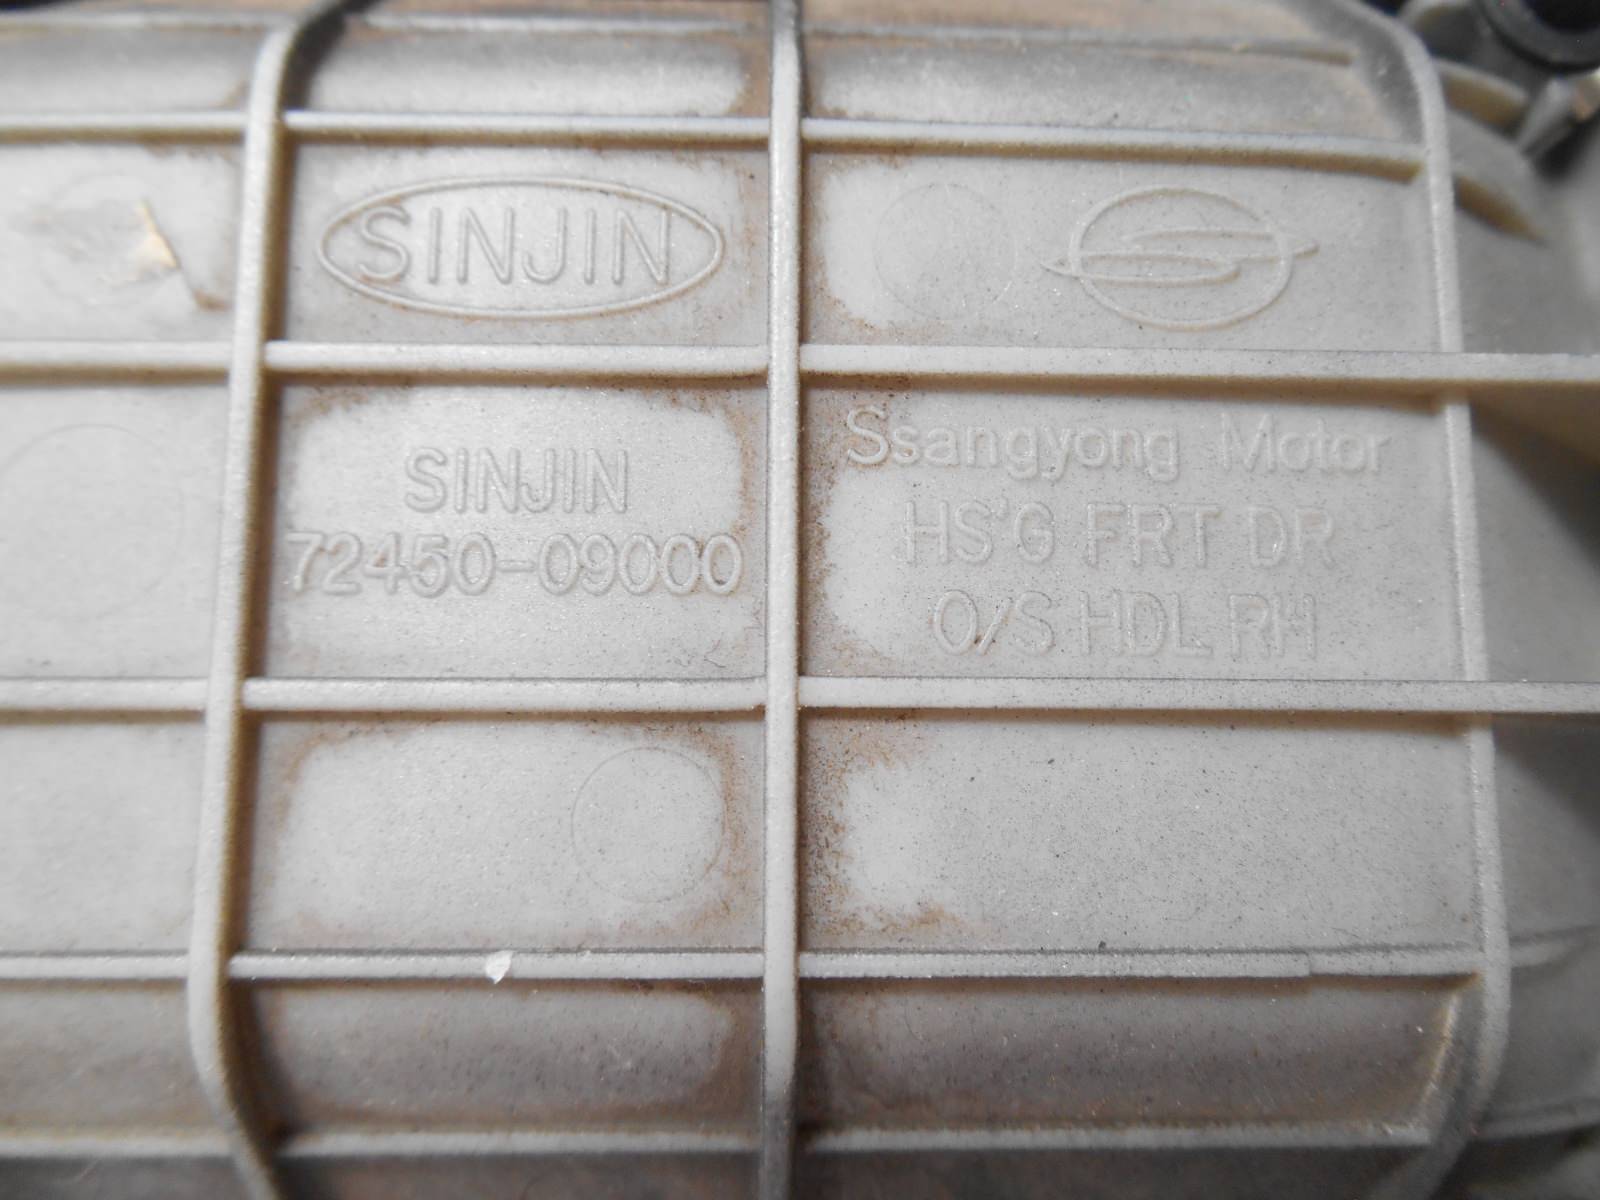 SINJIN
SINJIN
72450-09000
Ssangyong Motor
HS'G FRT DR
O/S HDL RH